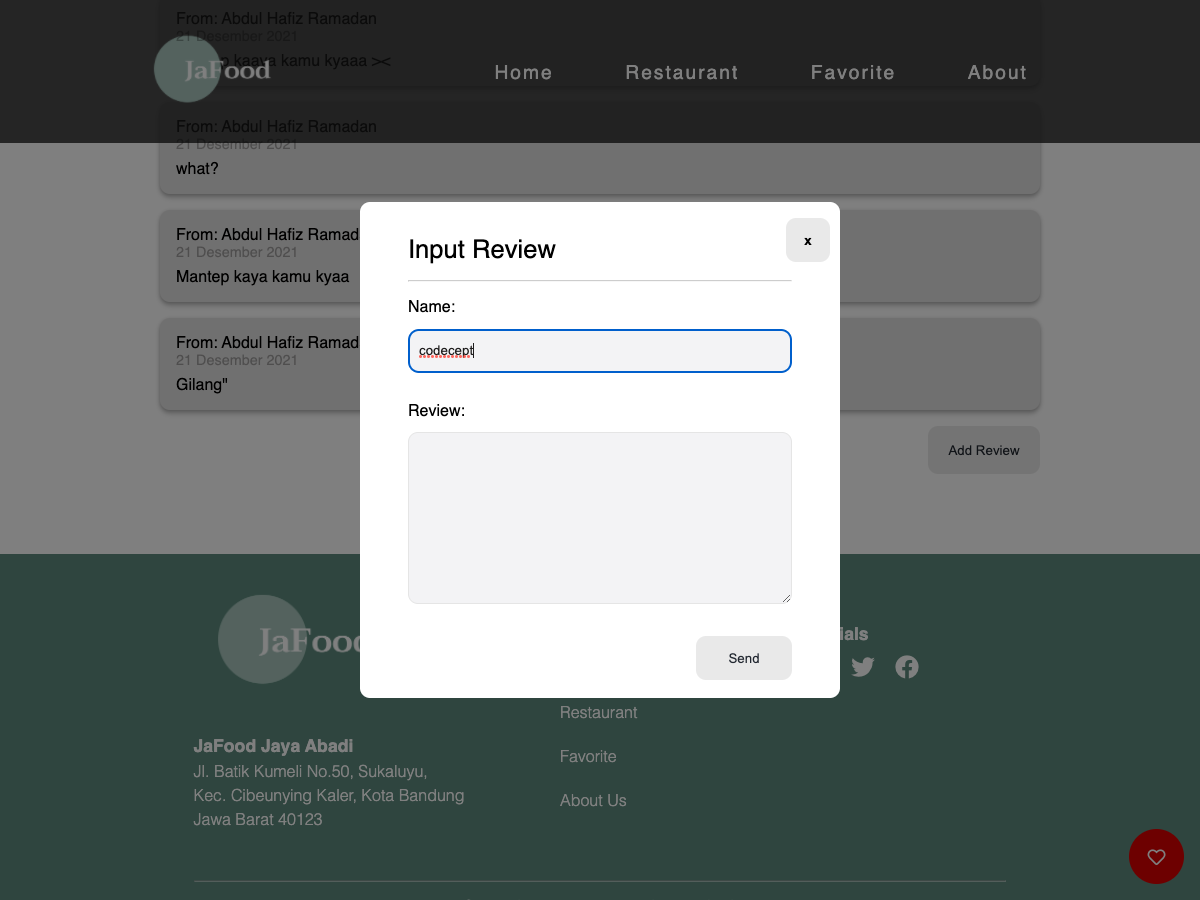 From: Abdul Hafiz Ramadan
21 Desember 2021
kaaya kamu kyaaa ><
JaFood
Home
Restaurant
Favorite
About
From: Abdul Hafiz Ramadan
21 Desember 2021
what?
From: Abdul Hafiz Ramad
21 Desember 2021
Mantep kaya kamu kyaa
From: Abdul Hafiz Ramad
21 Desember 2021
Gilang"
Input Review
x
Name:
codecept
Review:
Send
Add Review
JaFood
JaFood Jaya Abadi
Jl. Batik Kumeli No.50, Sukaluyu,
Kec. Cibeunying Kaler, Kota Bandung
Jawa Barat 40123
Restaurant
Favorite
About Us
ials